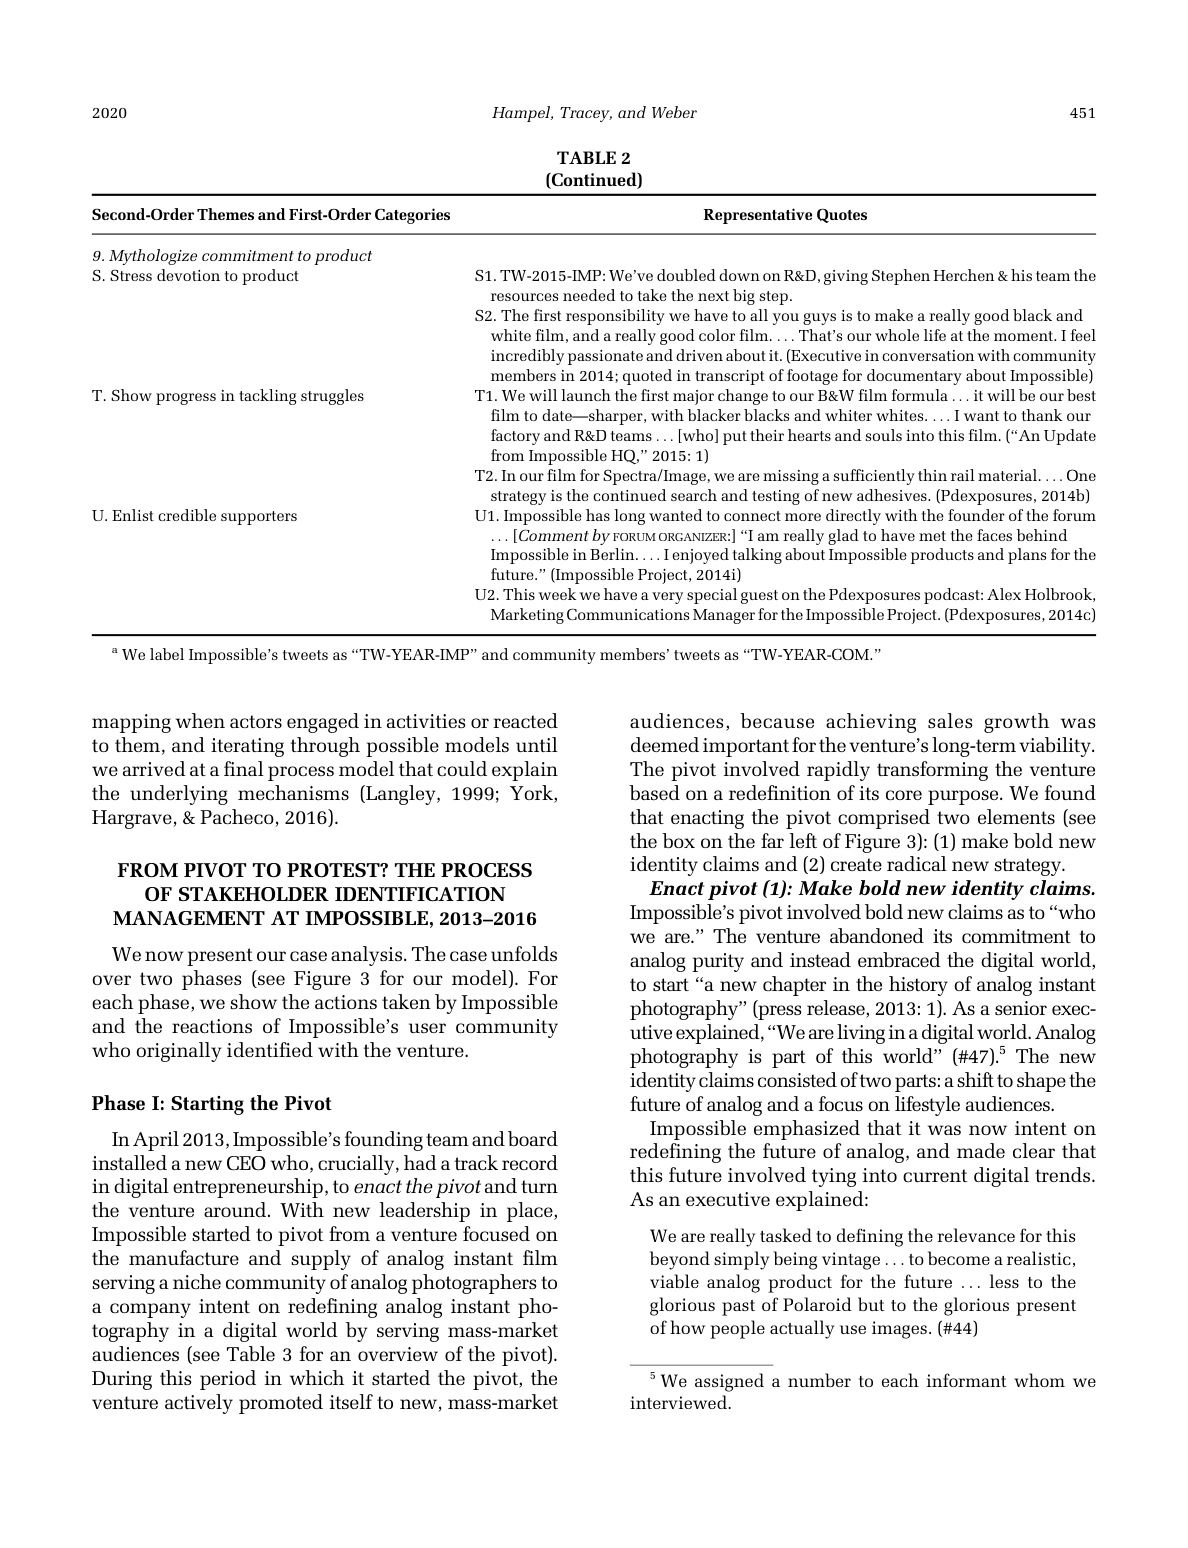 2020
Hampel, Tracey, and Weber
451
TABLE 2
(Continued)
Second-Order Themes and First-Order Categories
Representative Quotes
9. Mythologize commitment to product
S. Stress devotion to product
S1. TW-2015-IMP: We’ve doubled down on R&D, giving Stephen Herchen & his team the
resources needed to take the next big step.
S2. The first responsibility we have to all you guys is to make a really good black and
white film, and a really good color film. . . . That’s our whole life at the moment. I feel
incredibly passionate and driven about it. (Executive in conversation with community
members in 2014; quoted in transcript of footage for documentary about Impossible)
T. Show progress in tackling struggles
T1. We will launch the first major change to our B&W film formula . . . it will be our best
film to date—sharper, with blacker blacks and whiter whites. . . . I want to thank our
factory and R&D teams . . . [who] put their hearts and souls into this film. (“An Update
from Impossible HQ,” 2015: 1)
T2. In our film for Spectra/Image, we are missing a sufficiently thin rail material. . . . One
strategy is the continued search and testing of new adhesives. (Pdexposures, 2014b)
U. Enlist credible supporters
U1. Impossible has long wanted to connect more directly with the founder of the forum
. . . [Comment by FORUM ORGANIZER:] “I am really glad to have met the faces behind
Impossible in Berlin. . . . I enjoyed talking about Impossible products and plans for the
future.” (Impossible Project, 2014i)
U2. This week we have a very special guest on the Pdexposures podcast: Alex Holbrook,
Marketing Communications Manager for the Impossible Project. (Pdexposures, 2014c)
a We label Impossible’s tweets as “TW-YEAR-IMP” and community members’ tweets as “TW-YEAR-COM.”
mapping when actors engaged in activities or reacted
to them, and iterating through possible models until
we arrived at a final process model that could explain
the underlying mechanisms (Langley, 1999; York,
Hargrave, & Pacheco, 2016).
FROM PIVOT TO PROTEST? THE PROCESS
OF STAKEHOLDER IDENTIFICATION
MANAGEMENT AT IMPOSSIBLE, 2013–2016
We now present our case analysis. The case unfolds
over two phases (see Figure 3 for our model). For
each phase, we show the actions taken by Impossible
and the reactions of Impossible’s user community
who originally identified with the venture.
Phase I: Starting the Pivot
In April 2013, Impossible’s founding team and board
installed a new CEO who, crucially, had a track record
in digital entrepreneurship, to enact the pivot and turn
the venture around. With new leadership in place,
Impossible started to pivot from a venture focused on
the manufacture and supply of analog instant film
serving a niche community of analog photographers to
a company intent on redefining analog instant pho-
tography in a digital world by serving mass-market
audiences (see Table 3 for an overview of the pivot).
During this period in which it started the pivot, the
venture actively promoted itself to new, mass-market
audiences, because achieving sales growth was
deemed important for the venture’s long-term viability.
The pivot involved rapidly transforming the venture
based on a redefinition of its core purpose. We found
that enacting the pivot comprised two elements (see
the box on the far left of Figure 3): (1) make bold new
identity claims and (2) create radical new strategy.
Enact pivot (1): Make bold new identity claims.
Impossible’s pivot involved bold new claims as to “who
we are.” The venture abandoned its commitment to
analog purity and instead embraced the digital world,
to start “a new chapter in the history of analog instant
photography” (press release, 2013: 1). As a senior exec-
utive explained, “We are living in a digital world. Analog
photography is part of this world” (#47).5 The new
identity claims consisted of two parts: a shift to shape the
future of analog and a focus on lifestyle audiences.
Impossible emphasized that it was now intent on
redefining the future of analog, and made clear that
this future involved tying into current digital trends.
As an executive explained:
We are really tasked to defining the relevance for this
beyond simply being vintage . . . to become a realistic,
viable analog product for the future . . . less to the
glorious past of Polaroid but to the glorious present
of how people actually use images. (#44)
5 We assigned a number to each informant whom we
interviewed.